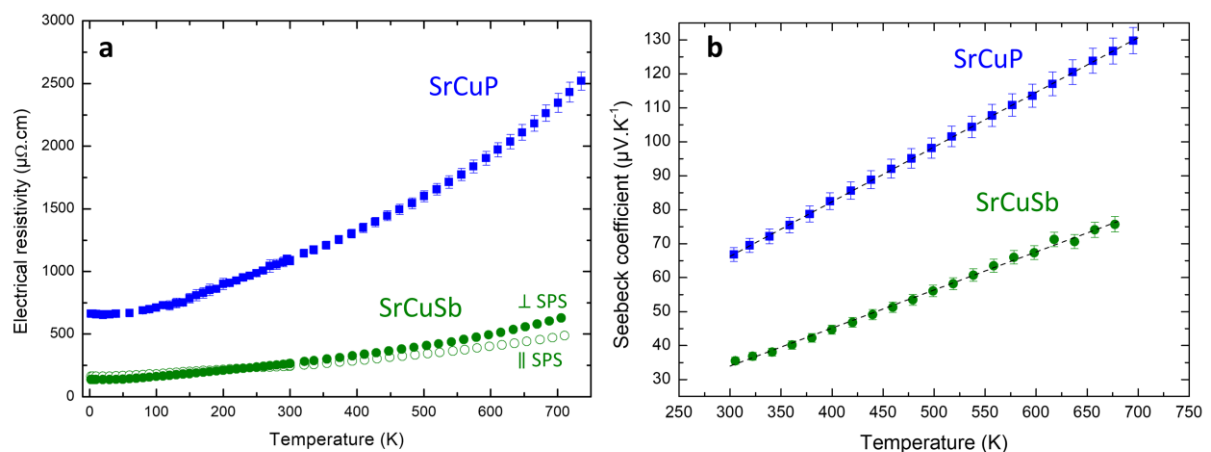 a
SrCuP
SrCuSb
⊥ SPS
‖ SPS
Electrical resistivity (μΩ.cm)
3000
2500
2000
1500
1000
500
0
0 100 200 300 400 500 600 700
Temperature (K)
b
SrCuP
SrCuSb
Seebeck coefficient (μV.K⁻¹)
130
120
110
100
90
80
70
60
50
40
30
250 300 350 400 450 500 550 600 650 700 750
Temperature (K)